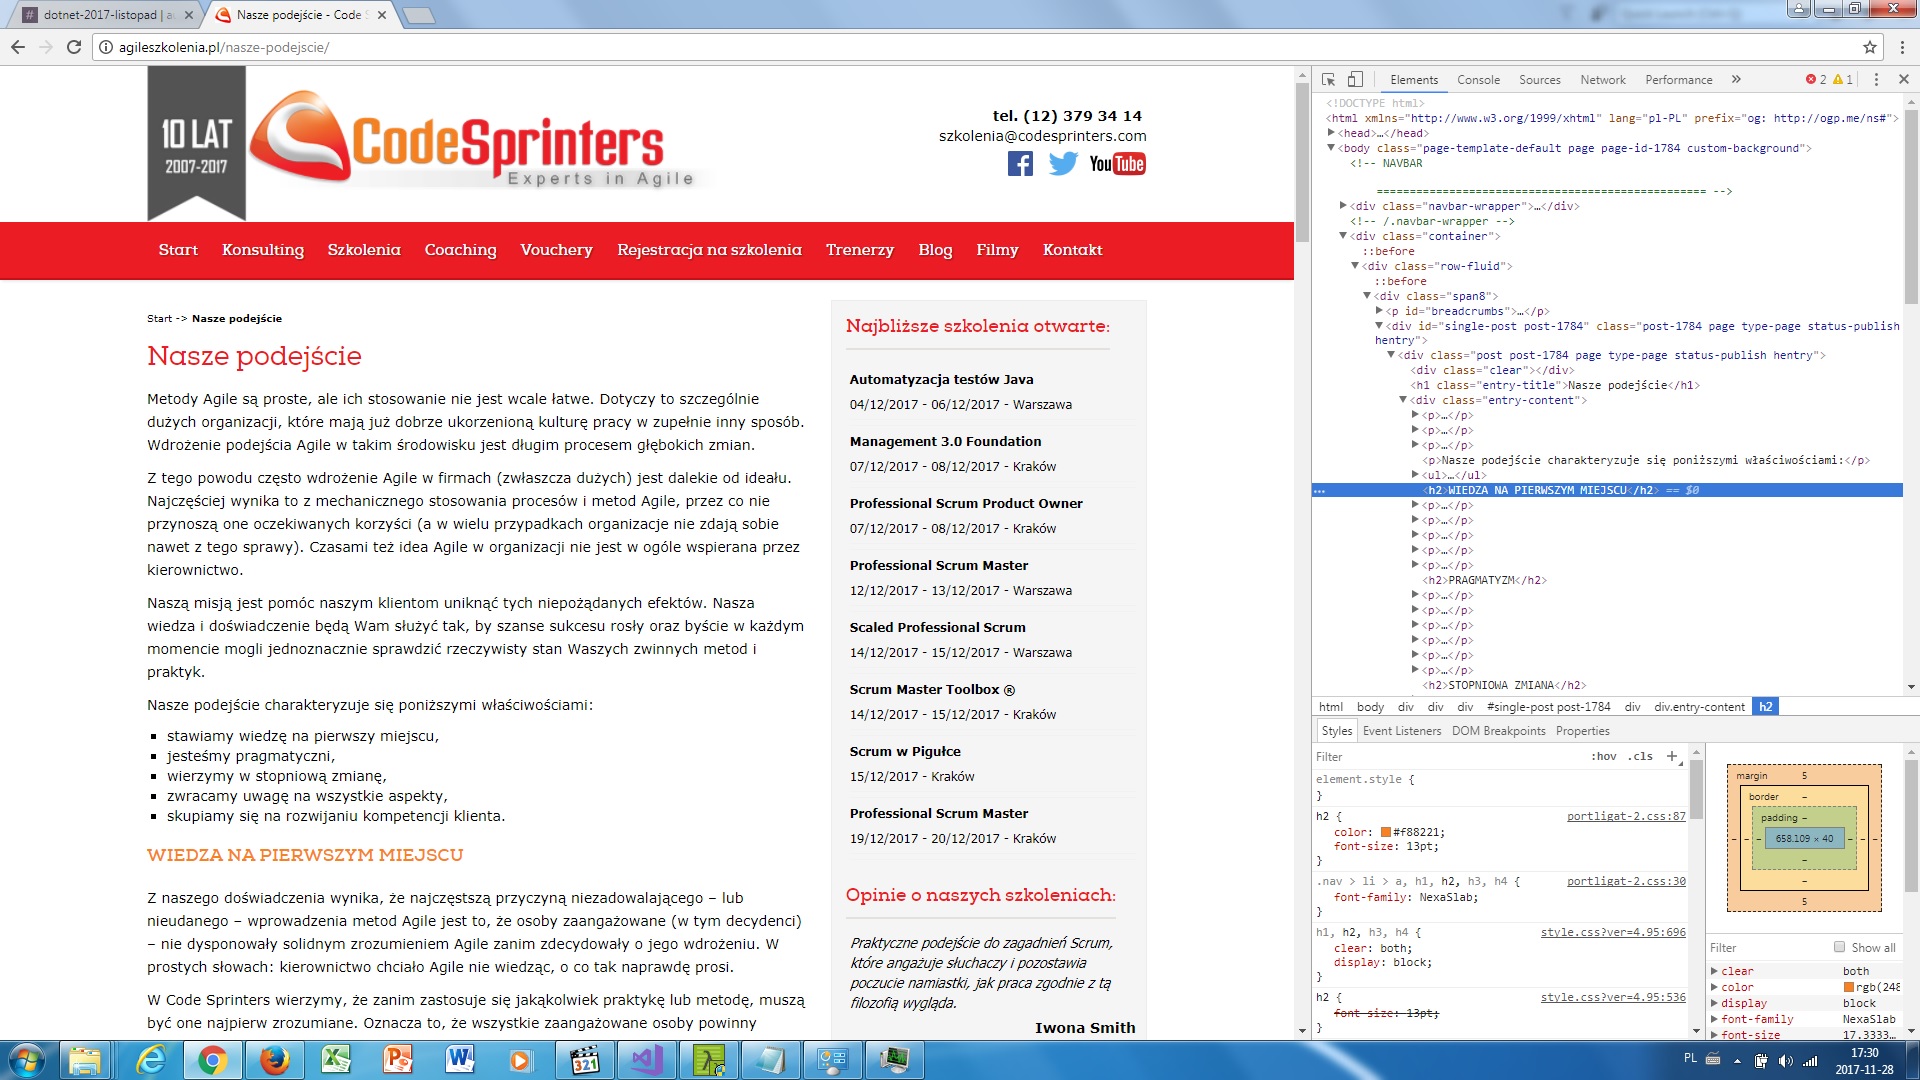 dotnet-2017-listopad |
Nasze podejście - Code
agileszkolenia.pl/nasze-podejscie/
10 LAT
2007-2017
CodeSprinters
Experts in Agile
tel. (12) 379 34 14
szkolenia@codesprinters.com
YouTube
Start Konsulting Szkolenia Coaching Vouchery Rejestracja na szkolenia Trenerzy Blog Filmy Kontakt
Start -> Nasze podejście
Nasze podejście
Metody Agile są proste, ale ich stosowanie nie jest wcale łatwe. Dotyczy to szczególnie
dużych organizacji, które mają już dobrze ukorzenioną kulturę pracy w zupełnie inny sposób.
Wdrożenie podejścia Agile w takim środowisku jest długim procesem głębokich zmian.
Z tego powodu często wdrożenie Agile w firmach (zwłaszcza dużych) jest dalekie od ideału.
Najczęściej wynika to z mechanicznego stosowania procesów i metod Agile, przez co nie
przynoszą one oczekiwanych korzyści (a w wielu przypadkach organizacje nie zdają sobie
nawet z tego sprawy). Czasami też idea Agile w organizacji nie jest w ogóle wspierana przez
kierownictwo.
Naszą misją jest pomóc naszym klientom uniknąć tych niepożądanych efektów. Nasza
wiedza i doświadczenie będą Wam służyć tak, by szanse sukcesu rosły oraz byście w każdym
momencie mogli jednoznacznie sprawdzić rzeczywisty stan Waszych zwinnych metod i
praktyk.
Nasze podejście charakteryzuje się poniższymi właściwościami:
stawiamy wiedzę na pierwszy miejscu,
jesteśmy pragmatyczni,
wierzymy w stopniową zmianę,
zwracamy uwagę na wszystkie aspekty,
skupiamy się na rozwijaniu kompetencji klienta.
WIEDZA NA PIERWSZYM MIEJSCU
Z naszego doświadczenia wynika, że najczęstszą przyczyną niezadowalającego – lub
nieudanego – wprowadzenia metod Agile jest to, że osoby zaangażowane (w tym decydenci)
– nie dysponowały solidnym zrozumieniem Agile zanim zdecydowały o jego wdrożeniu. W
prostych słowach: kierownictwo chciało Agile nie wiedząc, o co tak naprawdę prosi.
W Code Sprinters wierzymy, że zanim zastosuje się jakąkolwiek praktykę lub metodę, muszą
być one najpierw zrozumiane. Oznacza to, że wszystkie zaangażowane osoby powinny
Najbliższe szkolenia otwarte:
Automatyzacja testów Java
04/12/2017 - 06/12/2017 - Warszawa
Management 3.0 Foundation
07/12/2017 - 08/12/2017 - Kraków
Professional Scrum Product Owner
07/12/2017 - 08/12/2017 - Kraków
Professional Scrum Master
12/12/2017 - 13/12/2017 - Warszawa
Scaled Professional Scrum
14/12/2017 - 15/12/2017 - Warszawa
Scrum Master Toolbox ®
14/12/2017 - 15/12/2017 - Kraków
Scrum w Pigułce
15/12/2017 - Kraków
Professional Scrum Master
19/12/2017 - 20/12/2017 - Kraków
Opinie o naszych szkoleniach:
Praktyczne podejście do zagadnień Scrum,
które angażuje słuchaczy i pozostawia
poczucie namiastki, jak praca zgodnie z tą
filozofią wygląda.
Iwona Smith
Elements Console Sources Network Performance » 2 1
<!DOCTYPE html>
<html xmlns="http://www.w3.org/1999/xhtml" lang="pl-PL" prefix="og: http://ogp.me/ns#">
<head>…</head>
<body class="page-template-default page page-id-1784 custom-background">
<!-- NAVBAR
================================================== -->
<div class="navbar-wrapper">…</div>
<!-- /.navbar-wrapper -->
<div class="container">
::before
<div class="row-fluid">
::before
<div class="span8">
<p id="breadcrumbs">…</p>
<div id="single-post post-1784" class="post-1784 page type-page status-publish
hentry">
<div class="post post-1784 page type-page status-publish hentry">
<div class="clear"></div>
<h1 class="entry-title">Nasze podejście</h1>
<div class="entry-content">
<p>…</p>
<p>…</p>
<p>…</p>
<p>Nasze podejście charakteryzuje się poniższymi właściwościami:</p>
<ul>…</ul>
<h2>WIEDZA NA PIERWSZYM MIEJSCU</h2> == $0
<p>…</p>
<p>…</p>
<p>…</p>
<p>…</p>
<p>…</p>
<h2>PRAGMATYZM</h2>
<p>…</p>
<p>…</p>
<p>…</p>
<p>…</p>
<p>…</p>
<p>…</p>
<h2>STOPNIOWA ZMIANA</h2>
html body div div div #single-post post-1784 div div.entry-content h2
Styles Event Listeners DOM Breakpoints Properties
Filter :hov .cls +
element.style {
}
h2 { portligat-2.css:87
color: #f88221;
font-size: 13pt;
}
.nav > li > a, h1, h2, h3, h4 { portligat-2.css:30
font-family: NexaSlab;
}
h1, h2, h3, h4 { style.css?ver=4.95:696
clear: both;
display: block;
}
h2 { style.css?ver=4.95:536
font-size: 13pt;
}
margin 5
border –
padding –
– – – 658.109 × 40 – – –
–
–
5
Filter Show all
clear both
color rgb(248
display block
font-family NexaSlab
font-size 17.3333…
321
PL
17:30
2017-11-28